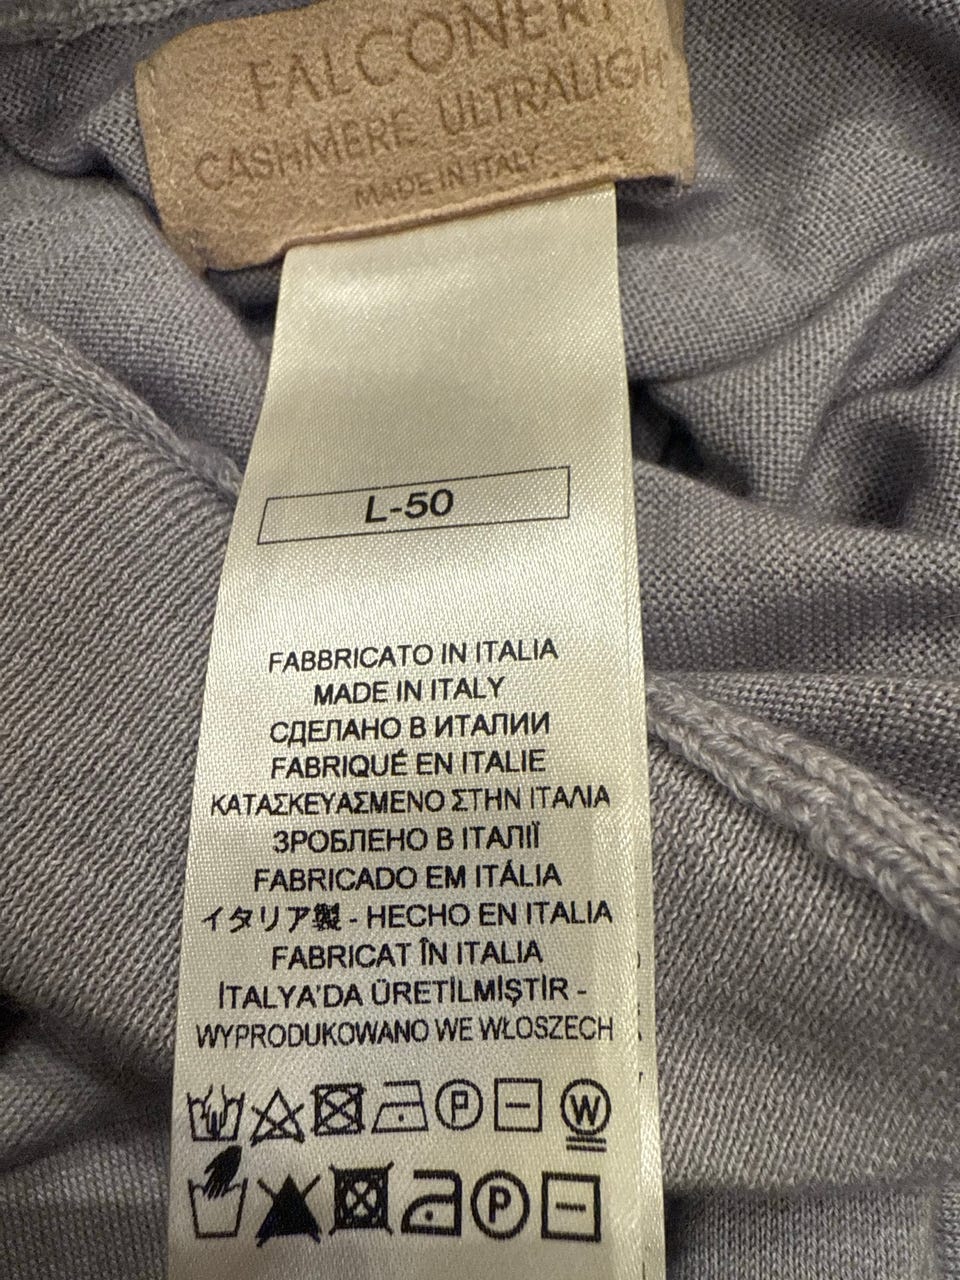 FALCONERI
CASHMERE ULTRALIGHT
MADE IN ITALY
L-50
FABBRICATO IN ITALIA
MADE IN ITALY
СДЕЛАНО В ИТАЛИИ
FABRIQUÉ EN ITALIE
ΚΑΤΑΣΚΕΥΑΣΜΕΝΟ ΣΤΗΝ ΙΤΑΛΙΑ
ЗРОБЛЕНО В ІТАЛІЇ
FABRICADO EM ITÁLIA
イタリア製 - HECHO EN ITALIA
FABRICAT ÎN ITALIA
İTALYA'DA ÜRETİLMİŞTİR -
WYPRODUKOWANO WE WŁOSZECH
P W
P